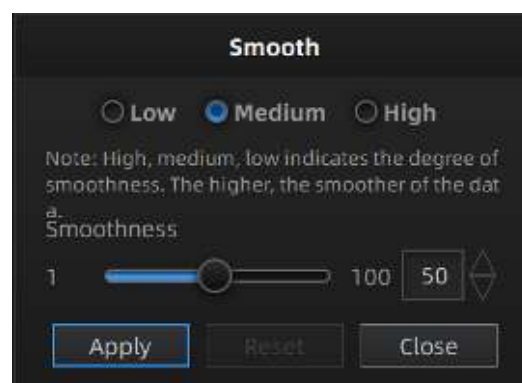 Smooth
Low Medium High
Note: High, medium, low indicates the degree of
smoothness. The higher, the smoother of the dat
a.
Smoothness
1 100 50
Apply Reset Close